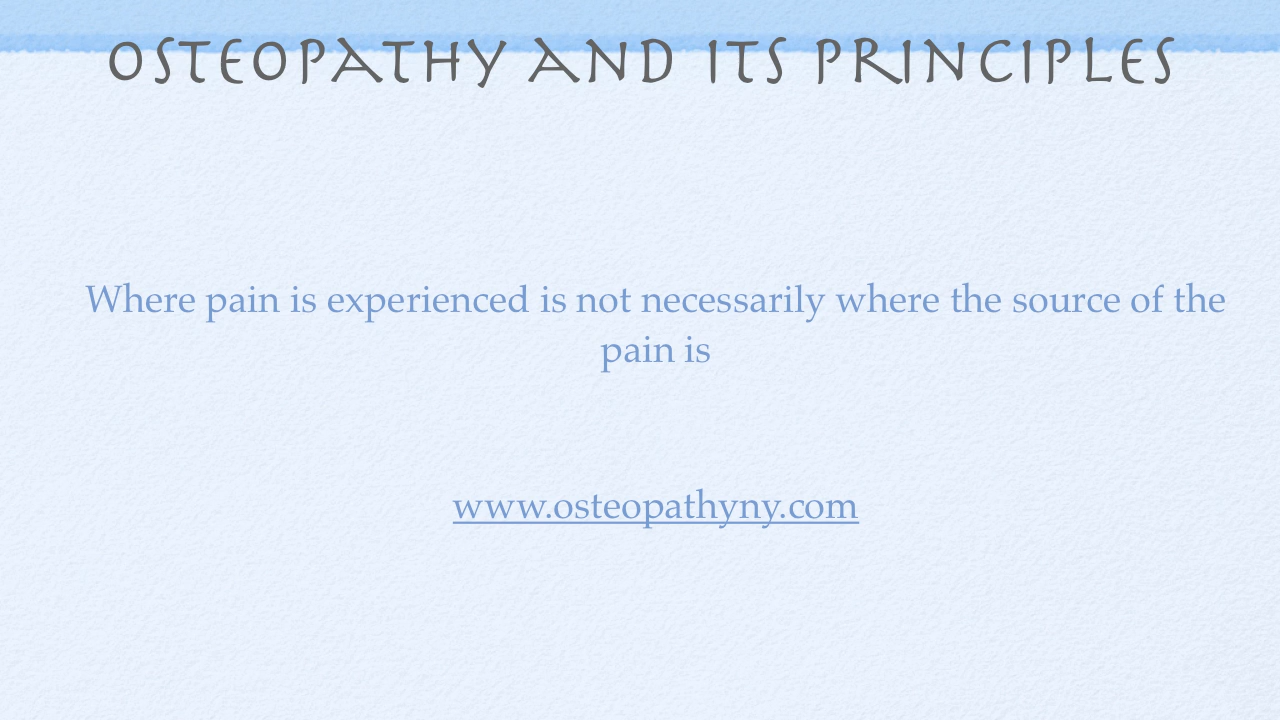 OSTEOPATHY AND ITS PRINCIPLES
Where pain is experienced is not necessarily where the source of the
pain is
www.osteopathyny.com